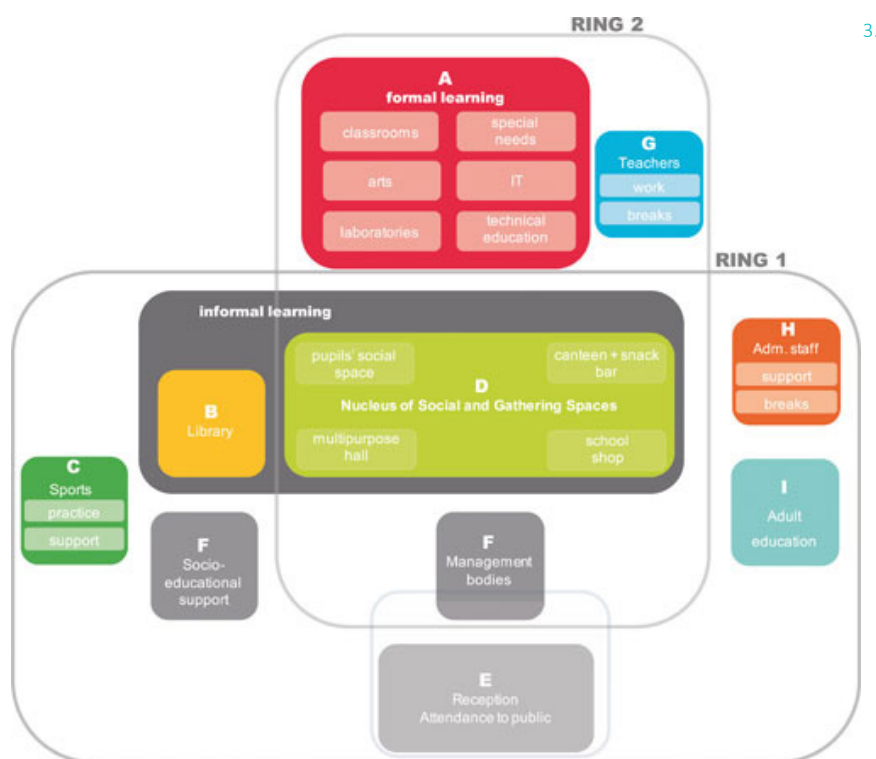 RING 2
3.
A
formal learning
classrooms
special
needs
arts
IT
laboratories
technical
education
G
Teachers
work
breaks
RING 1
informal learning
pupils' social
space
canteen + snack
bar
D
Nucleus of Social and Gathering Spaces
multipurpose
hall
school
shop
B
Library
H
Adm. staff
support
breaks
C
Sports
practice
support
F
Socio-
educational
support
F
Management
bodies
I
Adult
education
E
Reception
Attendance to public